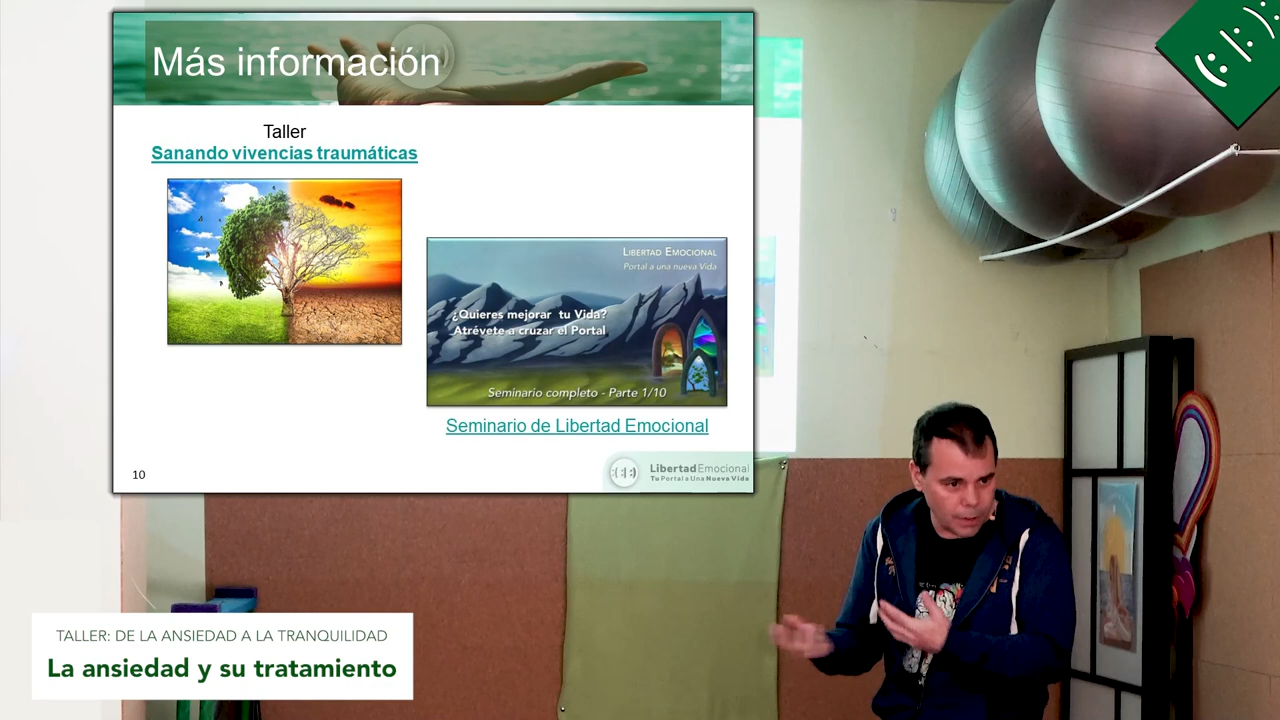 Más información
Taller
Sanando vivencias traumáticas
LIBERTAD EMOCIONAL
Portal a una nueva Vida
¿Quieres mejorar tu Vida?
Atrévete a cruzar el Portal
Seminario completo - Parte 1/10
Seminario de Libertad Emocional
10
LibertadEmocional
Tu Portal a Una Nueva Vida
TALLER: DE LA ANSIEDAD A LA TRANQUILIDAD
La ansiedad y su tratamiento